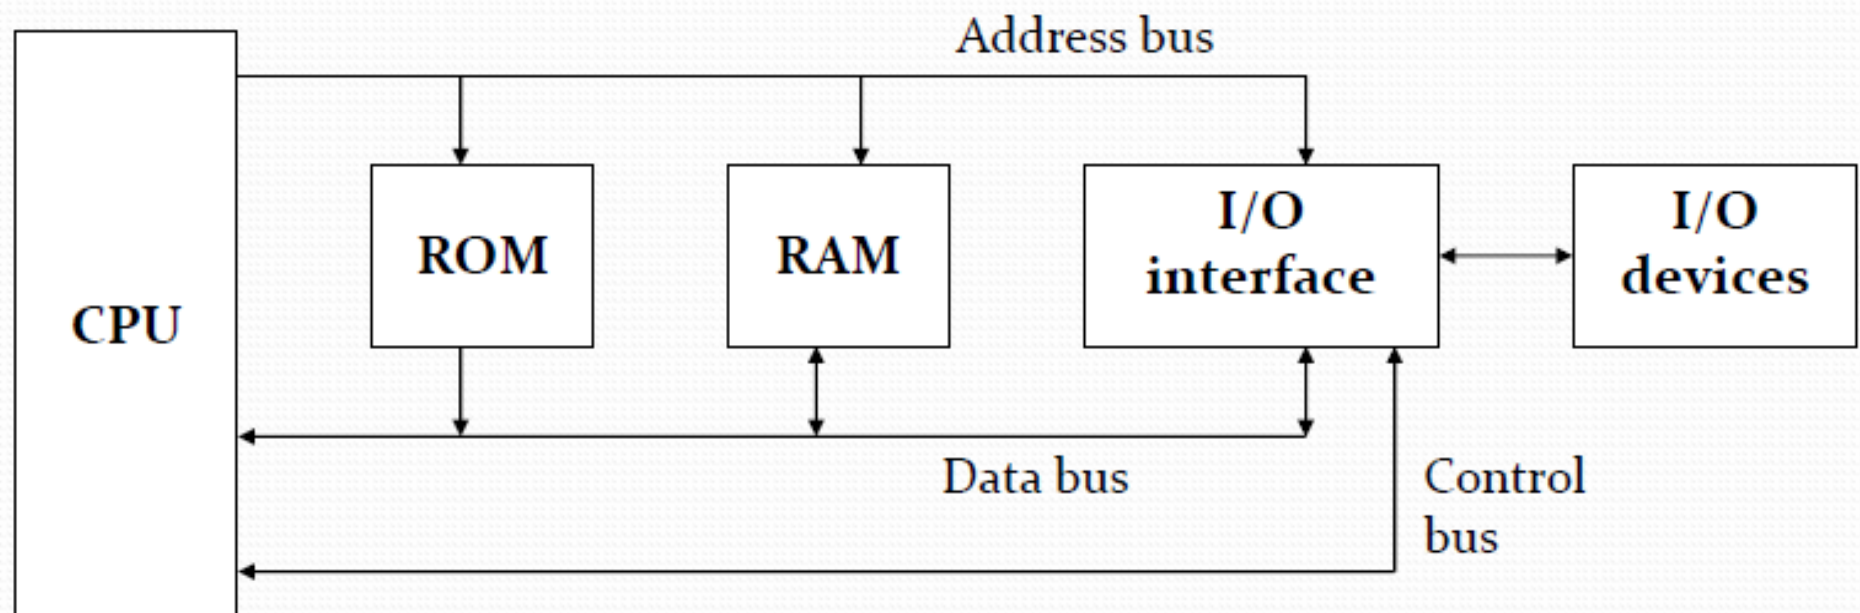 Address bus
CPU
ROM
RAM
I/O
interface
I/O
devices
Data bus
Control
bus